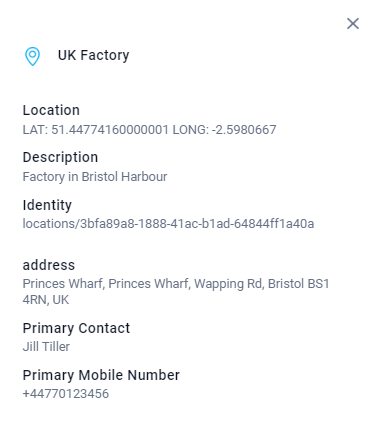 UK Factory
Location
LAT: 51.44774160000001 LONG: -2.5980667
Description
Factory in Bristol Harbour
Identity
locations/3bfa89a8-1888-41ac-b1ad-64844ff1a40a
address
Princes Wharf, Princes Wharf, Wapping Rd, Bristol BS1
4RN, UK
Primary Contact
Jill Tiller
Primary Mobile Number
+44770123456